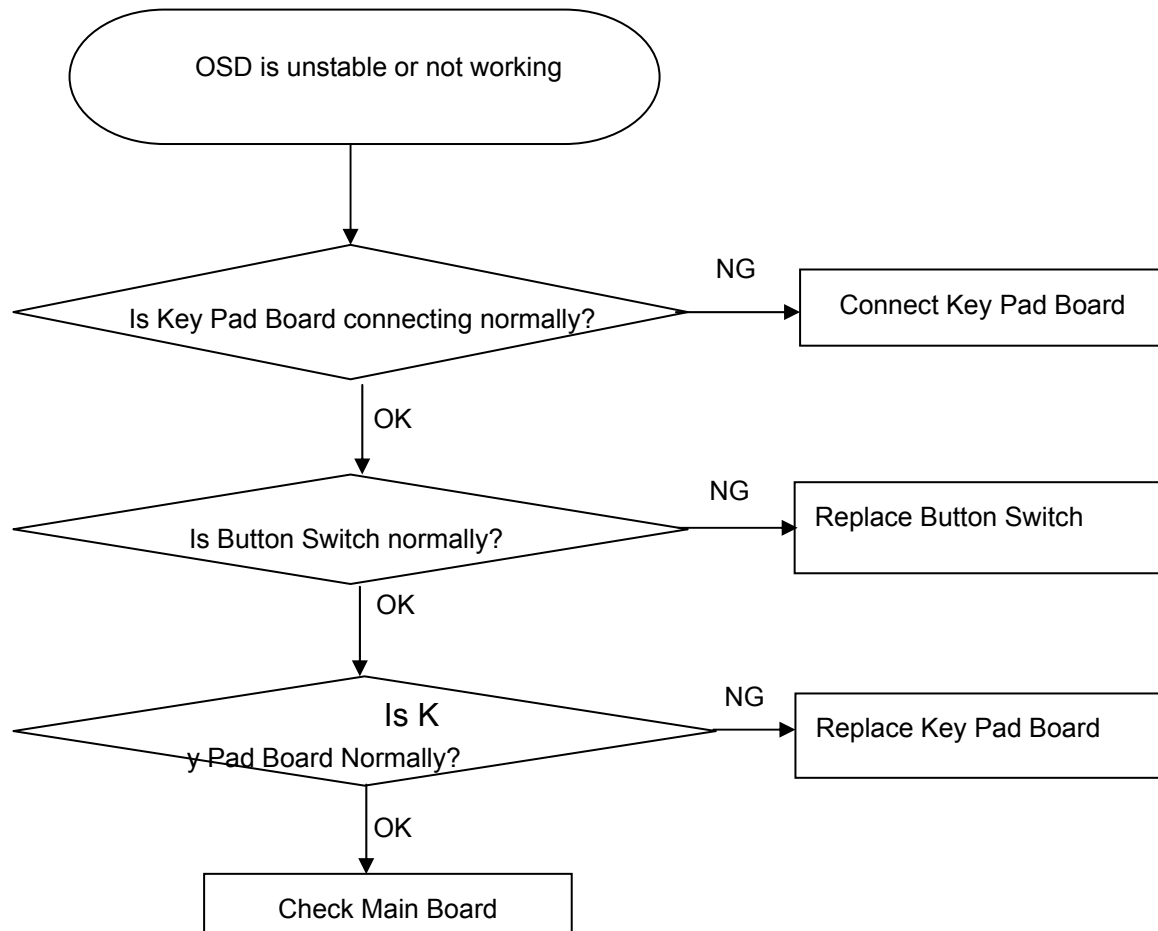 OSD is unstable or not working
NG
Is Key Pad Board connecting normally?
Connect Key Pad Board
OK
NG
Is Button Switch normally?
Replace Button Switch
OK
Is K
y Pad Board Normally?
NG
Replace Key Pad Board
OK
Check Main Board